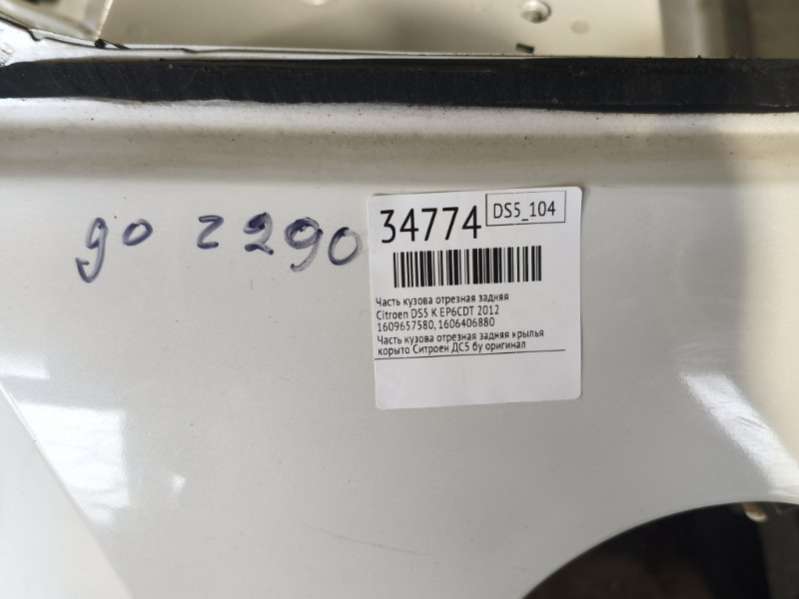 до 2290
34774
DS5_104
Часть кузова отрезная задняя
Citroen DS5 K EP6CDT 2012
1609657580, 1606406880
Часть кузова отрезная задняя крылья
корыто Ситроен ДС5 бу оригинал